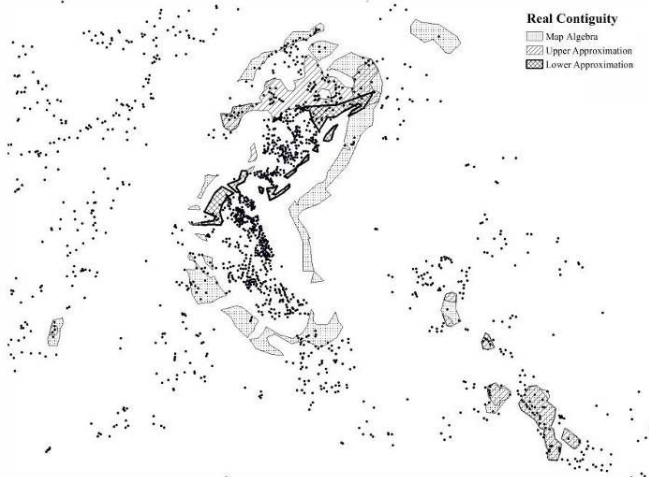 Real Contiguity
Map Algebra
Upper Approximation
Lower Approximation